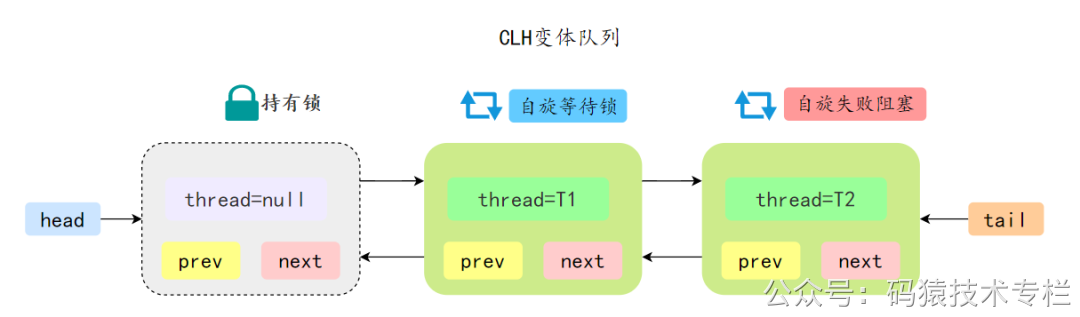 CLH变体队列
持有锁
自旋等待锁
自旋失败阻塞
thread=null
thread=T1
thread=T2
head
tail
prev
next
prev
next
prev
next
公众号：码猿技术专栏